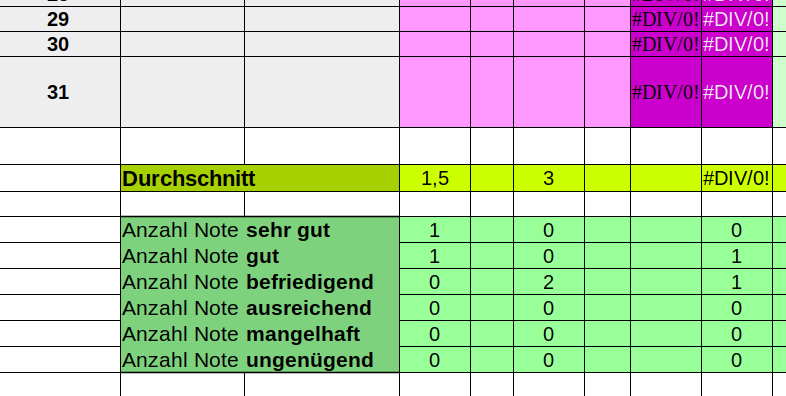 29 #DIV/0! #DIV/0!
30 #DIV/0! #DIV/0!
31 #DIV/0! #DIV/0!
Durchschnitt 1,5 3 #DIV/0!
Anzahl Note sehr gut 1 0 0
Anzahl Note gut 1 0 1
Anzahl Note befriedigend 0 2 1
Anzahl Note ausreichend 0 0 0
Anzahl Note mangelhaft 0 0 0
Anzahl Note ungenügend 0 0 0